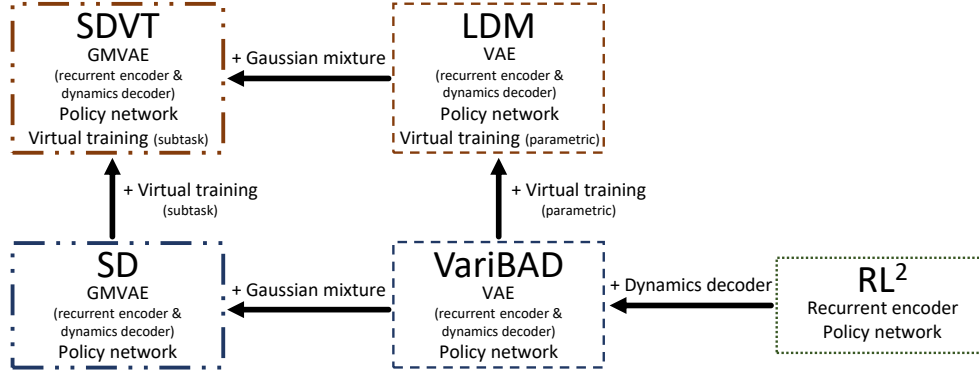 SDVT
GMVAE
(recurrent encoder &
dynamics decoder)
Policy network
Virtual training (subtask)
+ Gaussian mixture
LDM
VAE
(recurrent encoder &
dynamics decoder)
Policy network
Virtual training (parametric)
+ Virtual training
(subtask)
+ Virtual training
(parametric)
SD
GMVAE
(recurrent encoder &
dynamics decoder)
Policy network
+ Gaussian mixture
VariBAD
VAE
(recurrent encoder &
dynamics decoder)
Policy network
+ Dynamics decoder
RL²
Recurrent encoder
Policy network